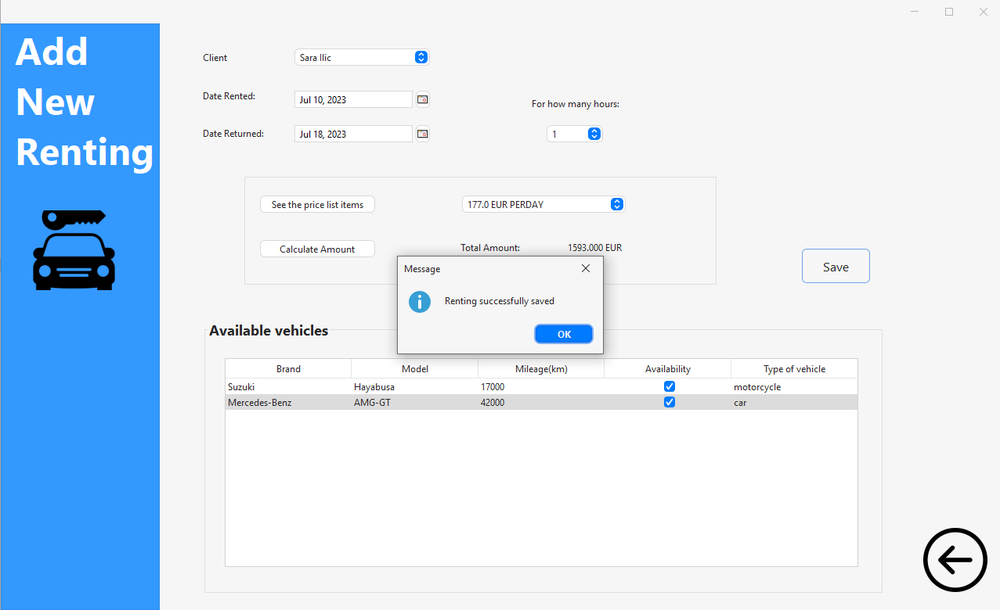 Add
New
Renting
Client
Sara Ilic
Date Rented:
Jul 10, 2023
For how many hours:
Date Returned:
Jul 18, 2023
1
See the price list items
177.0 EUR PERDAY
Calculate Amount
Total Amount:
1593.000 EUR
Save
Message
Renting successfully saved
OK
Available vehicles
Brand Model Mileage(km) Availability Type of vehicle
Suzuki Hayabusa 17000 motorcycle
Mercedes-Benz AMG-GT 42000 car